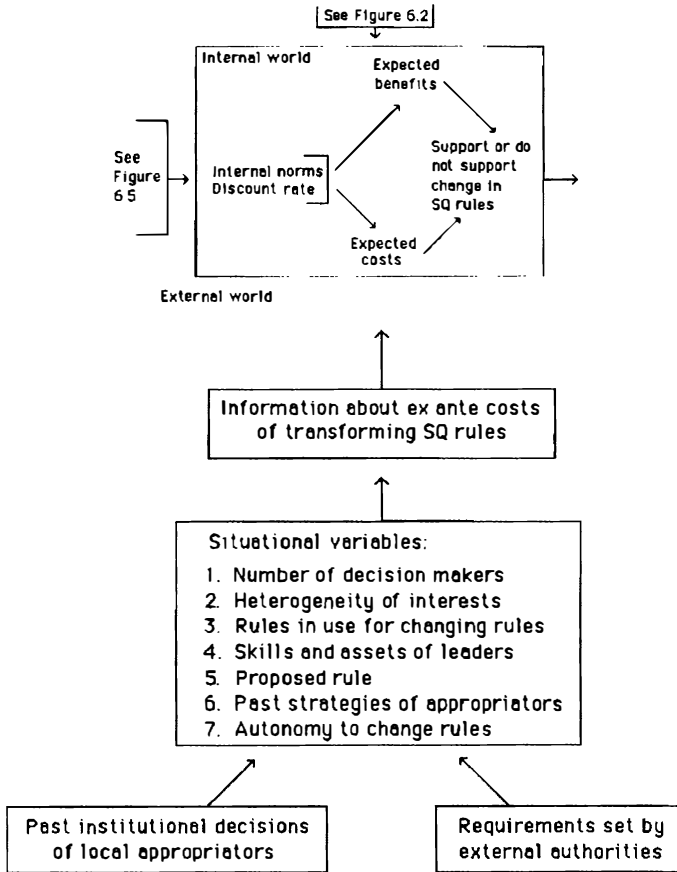 See Figure 6.2
Internal world
Expected
benefits
See
Figure
6 5
Internal norms
Discount rate
Support or do
not support
change in
SQ rules
Expected
costs
External world
Information about ex ante costs
of transforming SQ rules
Situational variables:
1. Number of decision makers
2. Heterogeneity of interests
3. Rules in use for changing rules
4. Skills and assets of leaders
5 Proposed rule
6. Past strategies of appropriators
7. Autonomy to change rules
Past institutional decisions
of local appropriators
Requirements set by
external authorities